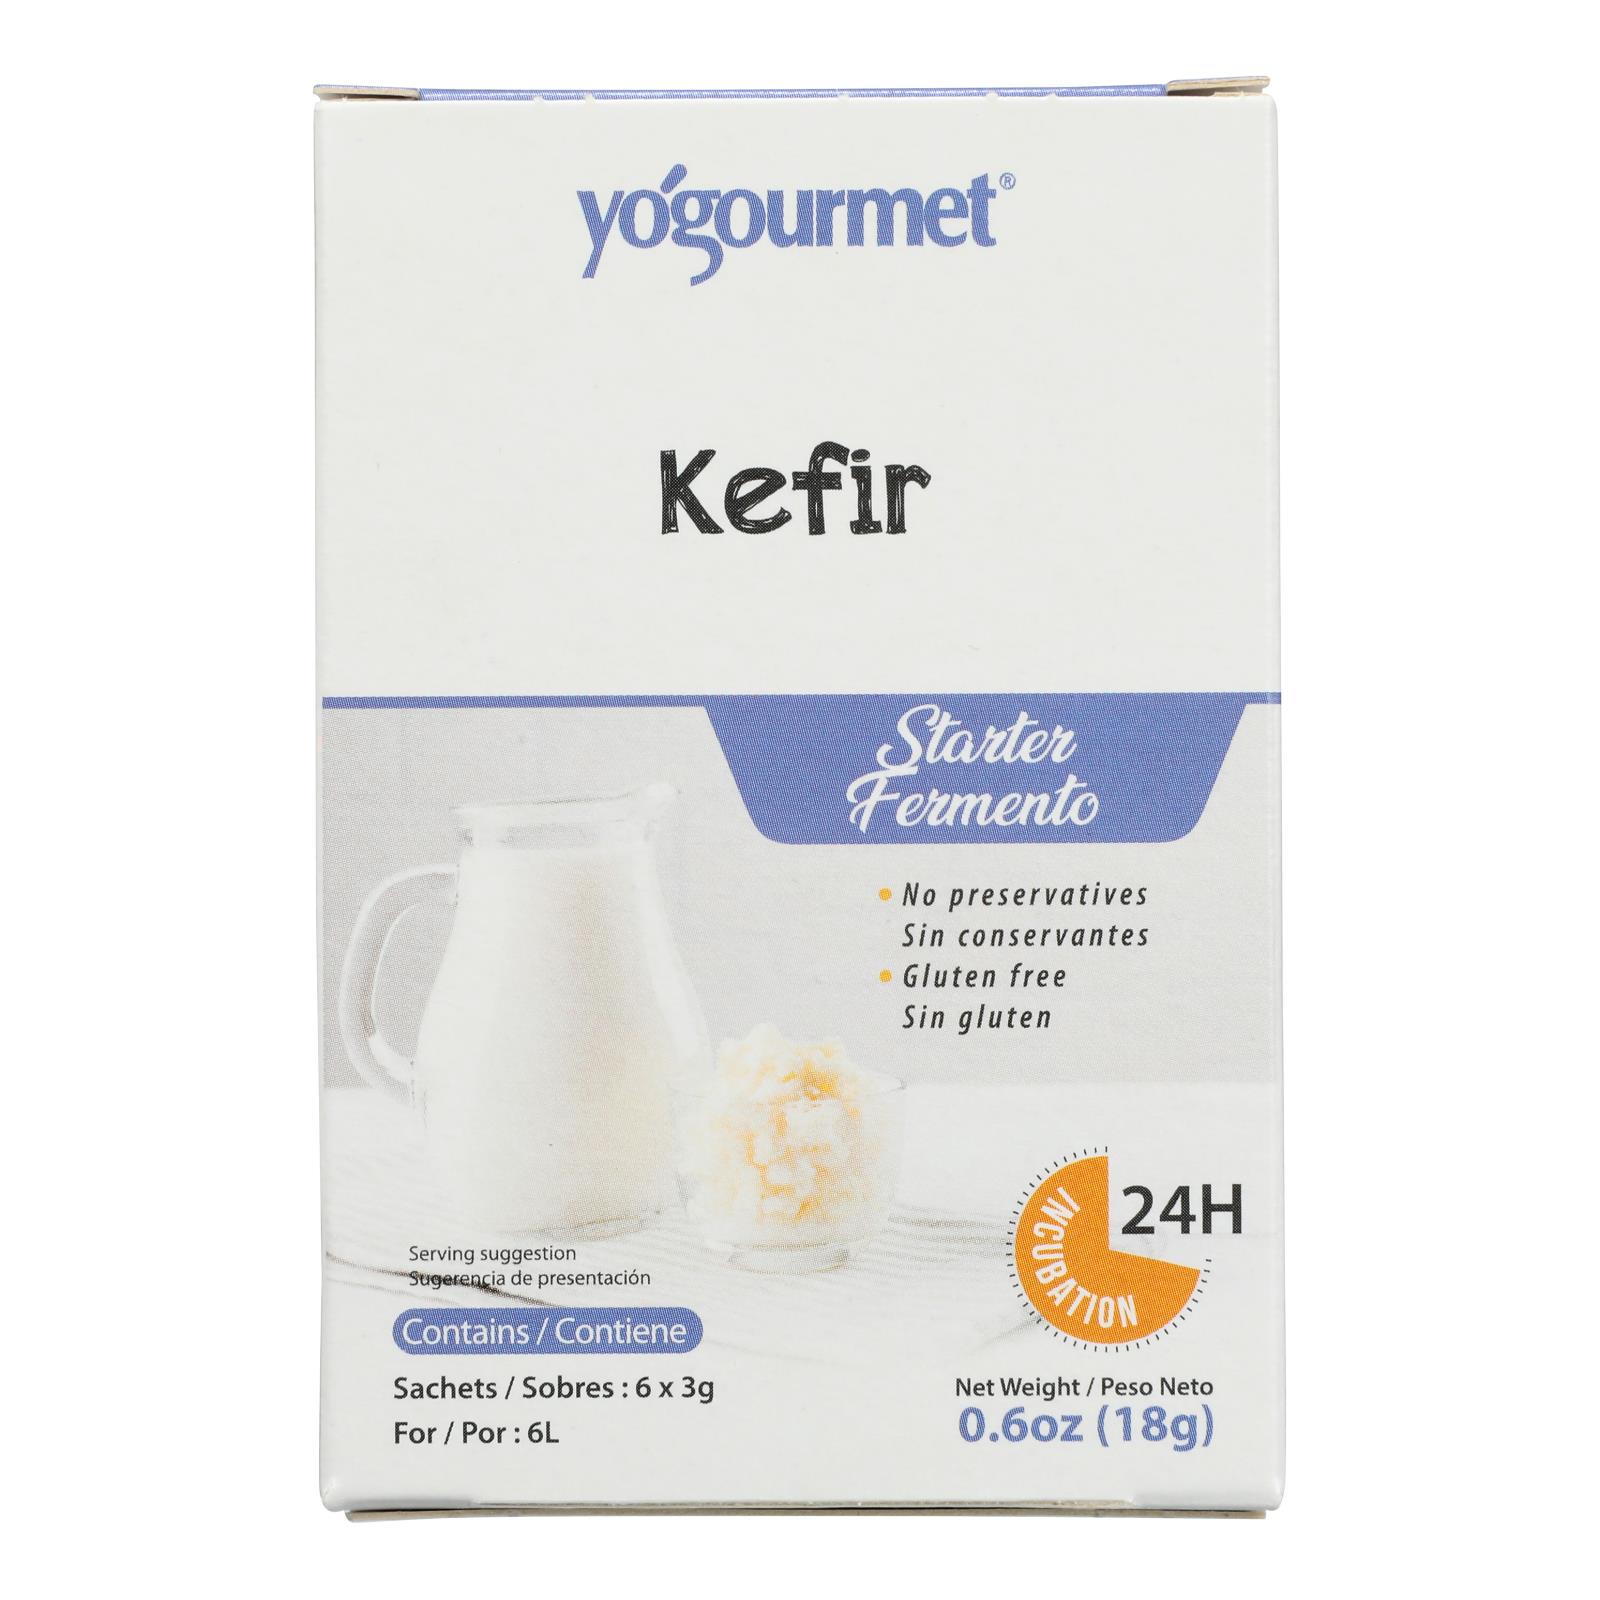 yógourmet®
Kefir
Starter
Fermento
• No preservatives
Sin conservantes
• Gluten free
Sin gluten
24H
INCUBATION
Serving suggestion
Sugerencia de presentación
Contains / Contiene
Sachets / Sobres : 6 x 3g
For / Por : 6L
Net Weight / Peso Neto
0.6oz (18g)